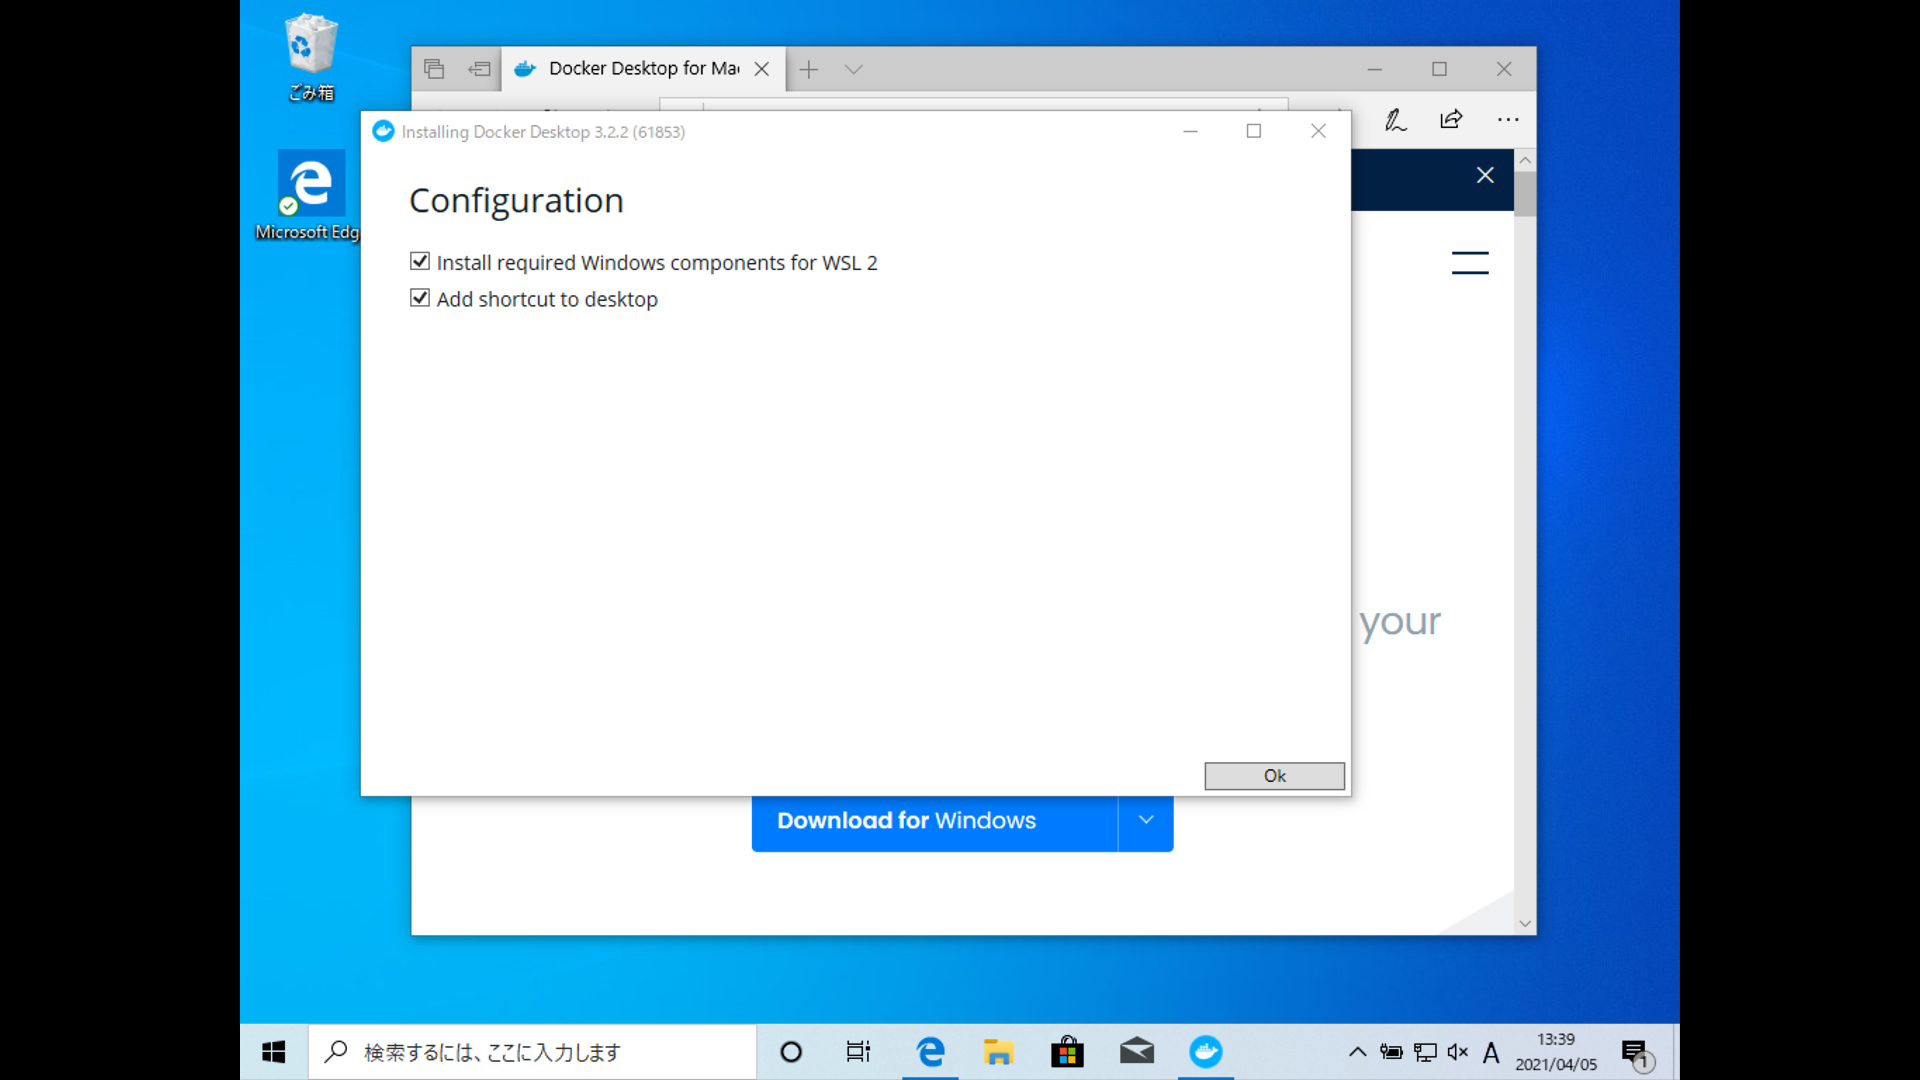 ごみ箱
Microsoft Edg
Docker Desktop for Mac
Installing Docker Desktop 3.2.2 (61853)
Configuration
Install required Windows components for WSL 2
Add shortcut to desktop
your
Ok
Download for Windows
検索するには、ここに入力します
A
13:39
2021/04/05
1